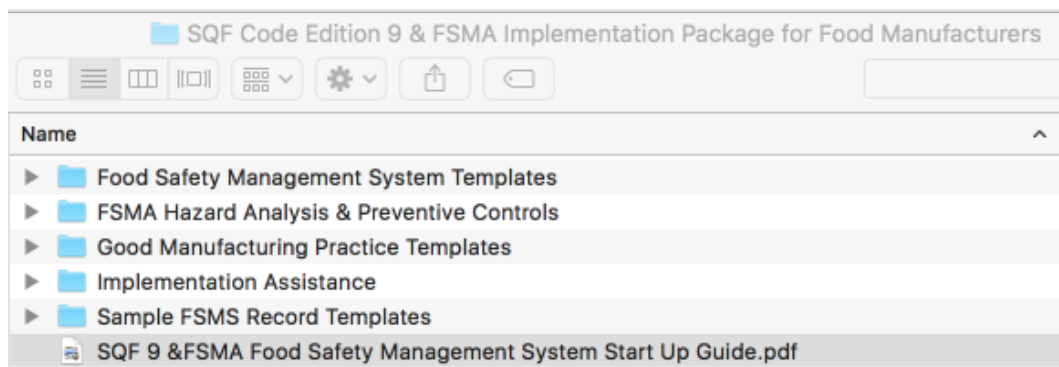 SQF Code Edition 9 & FSMA Implementation Package for Food Manufacturers
Name
Food Safety Management System Templates
FSMA Hazard Analysis & Preventive Controls
Good Manufacturing Practice Templates
Implementation Assistance
Sample FSMS Record Templates
SQF 9 &FSMA Food Safety Management System Start Up Guide.pdf